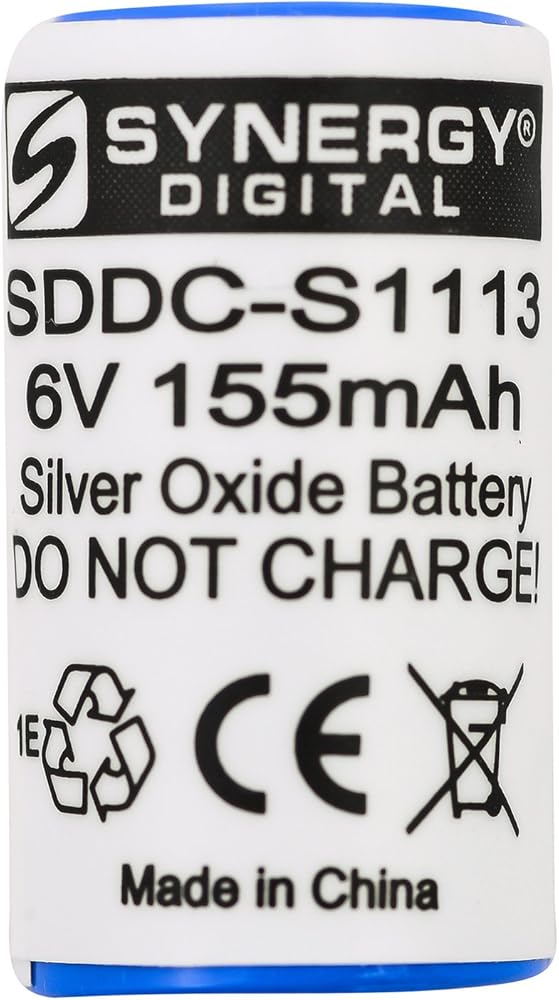 SYNERGY®
DIGITAL
SDDC-S1113
6V 155mAh
Silver Oxide Battery
DO NOT CHARGE!
1E CE
Made in China